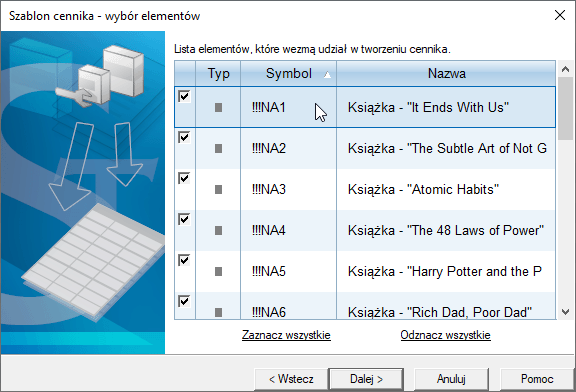 Szablon cennika - wybór elementów
Lista elementów, które wezmą udział w tworzeniu cennika.
Typ Symbol Nazwa
!!!NA1 Książka - "It Ends With Us"
!!!NA2 Książka - "The Subtle Art of Not G
!!!NA3 Książka - "Atomic Habits"
!!!NA4 Książka - "The 48 Laws of Power"
!!!NA5 Książka - "Harry Potter and the P
!!!NA6 Książka - "Rich Dad, Poor Dad"
Zaznacz wszystkie Odznacz wszystkie
< Wstecz Dalej > Anuluj Pomoc